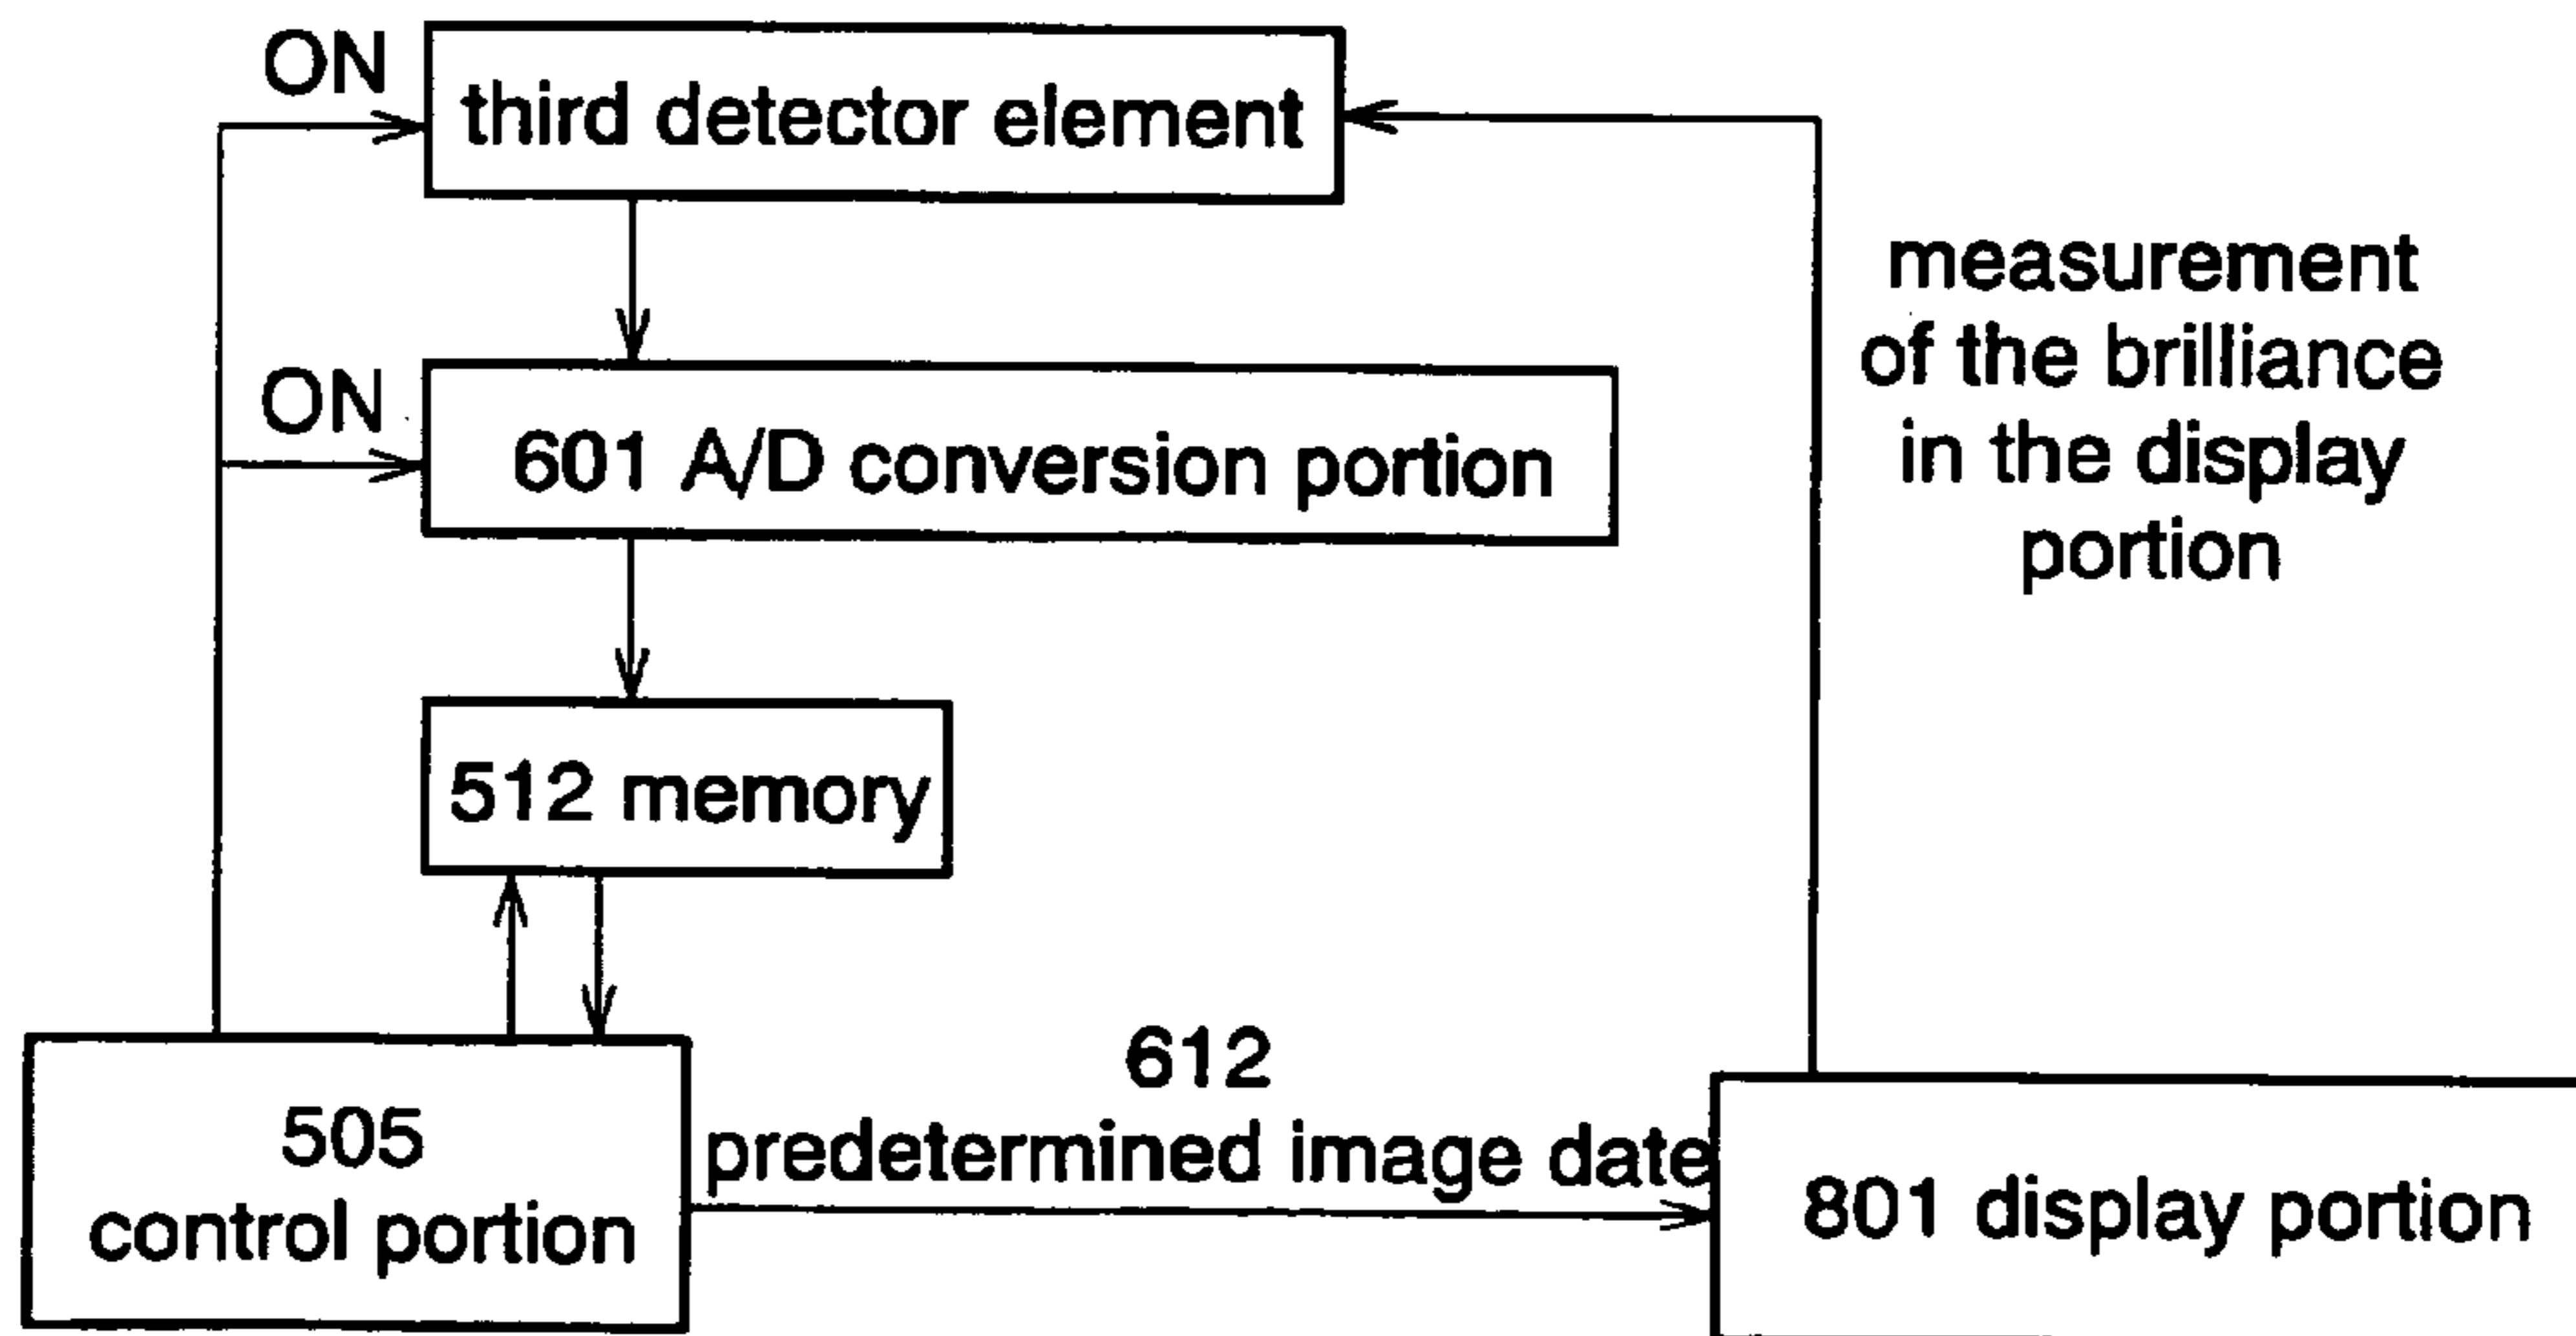 ON
third detector element
ON
601 A/D conversion portion
measurement
of the brilliance
in the display
portion
512 memory
505
control portion
612
predetermined image date
801 display portion